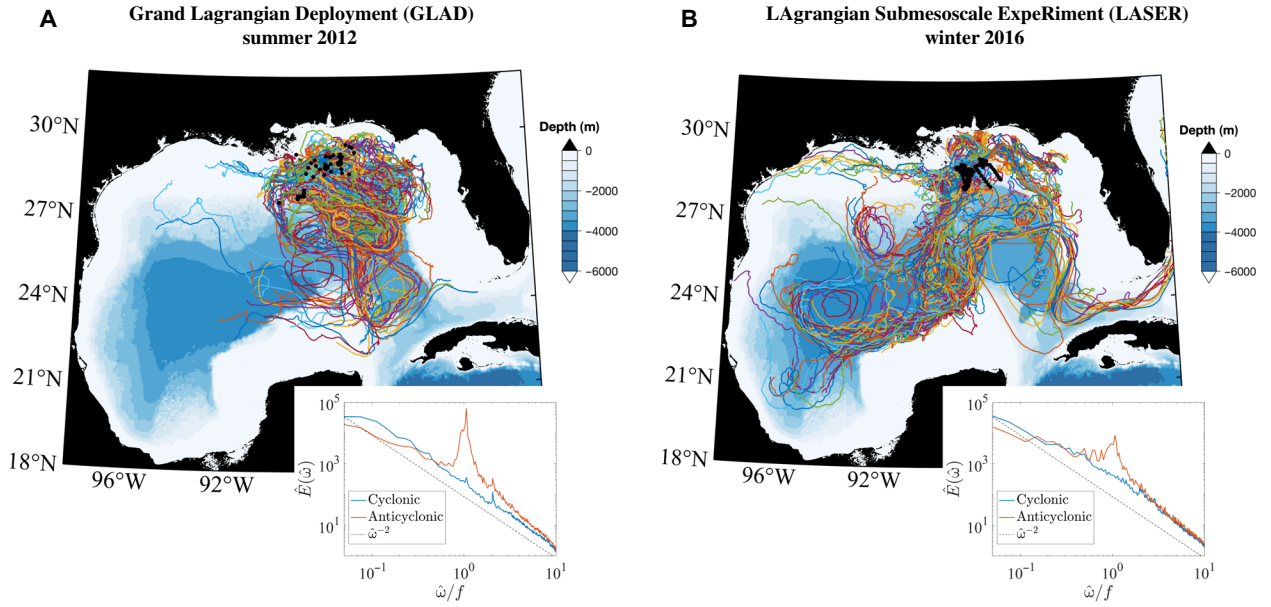 A
Grand Lagrangian Deployment (GLAD)
summer 2012
30°N
27°N
24°N
21°N
18°N
96°W
92°W
Depth (m)
0
−2000
−4000
−6000
10^5
10^3
10^1
Ê(ω̂)
Cyclonic
Anticyclonic
ω̂^−2
10^−1
10^0
10^1
ω̂/f
B
LAgrangian Submesoscale ExpeRiment (LASER)
winter 2016
30°N
27°N
24°N
21°N
18°N
96°W
92°W
Depth (m)
0
−2000
−4000
−6000
10^5
10^3
10^1
Ê(ω̂)
Cyclonic
Anticyclonic
ω̂^−2
10^−1
10^0
10^1
ω̂/f